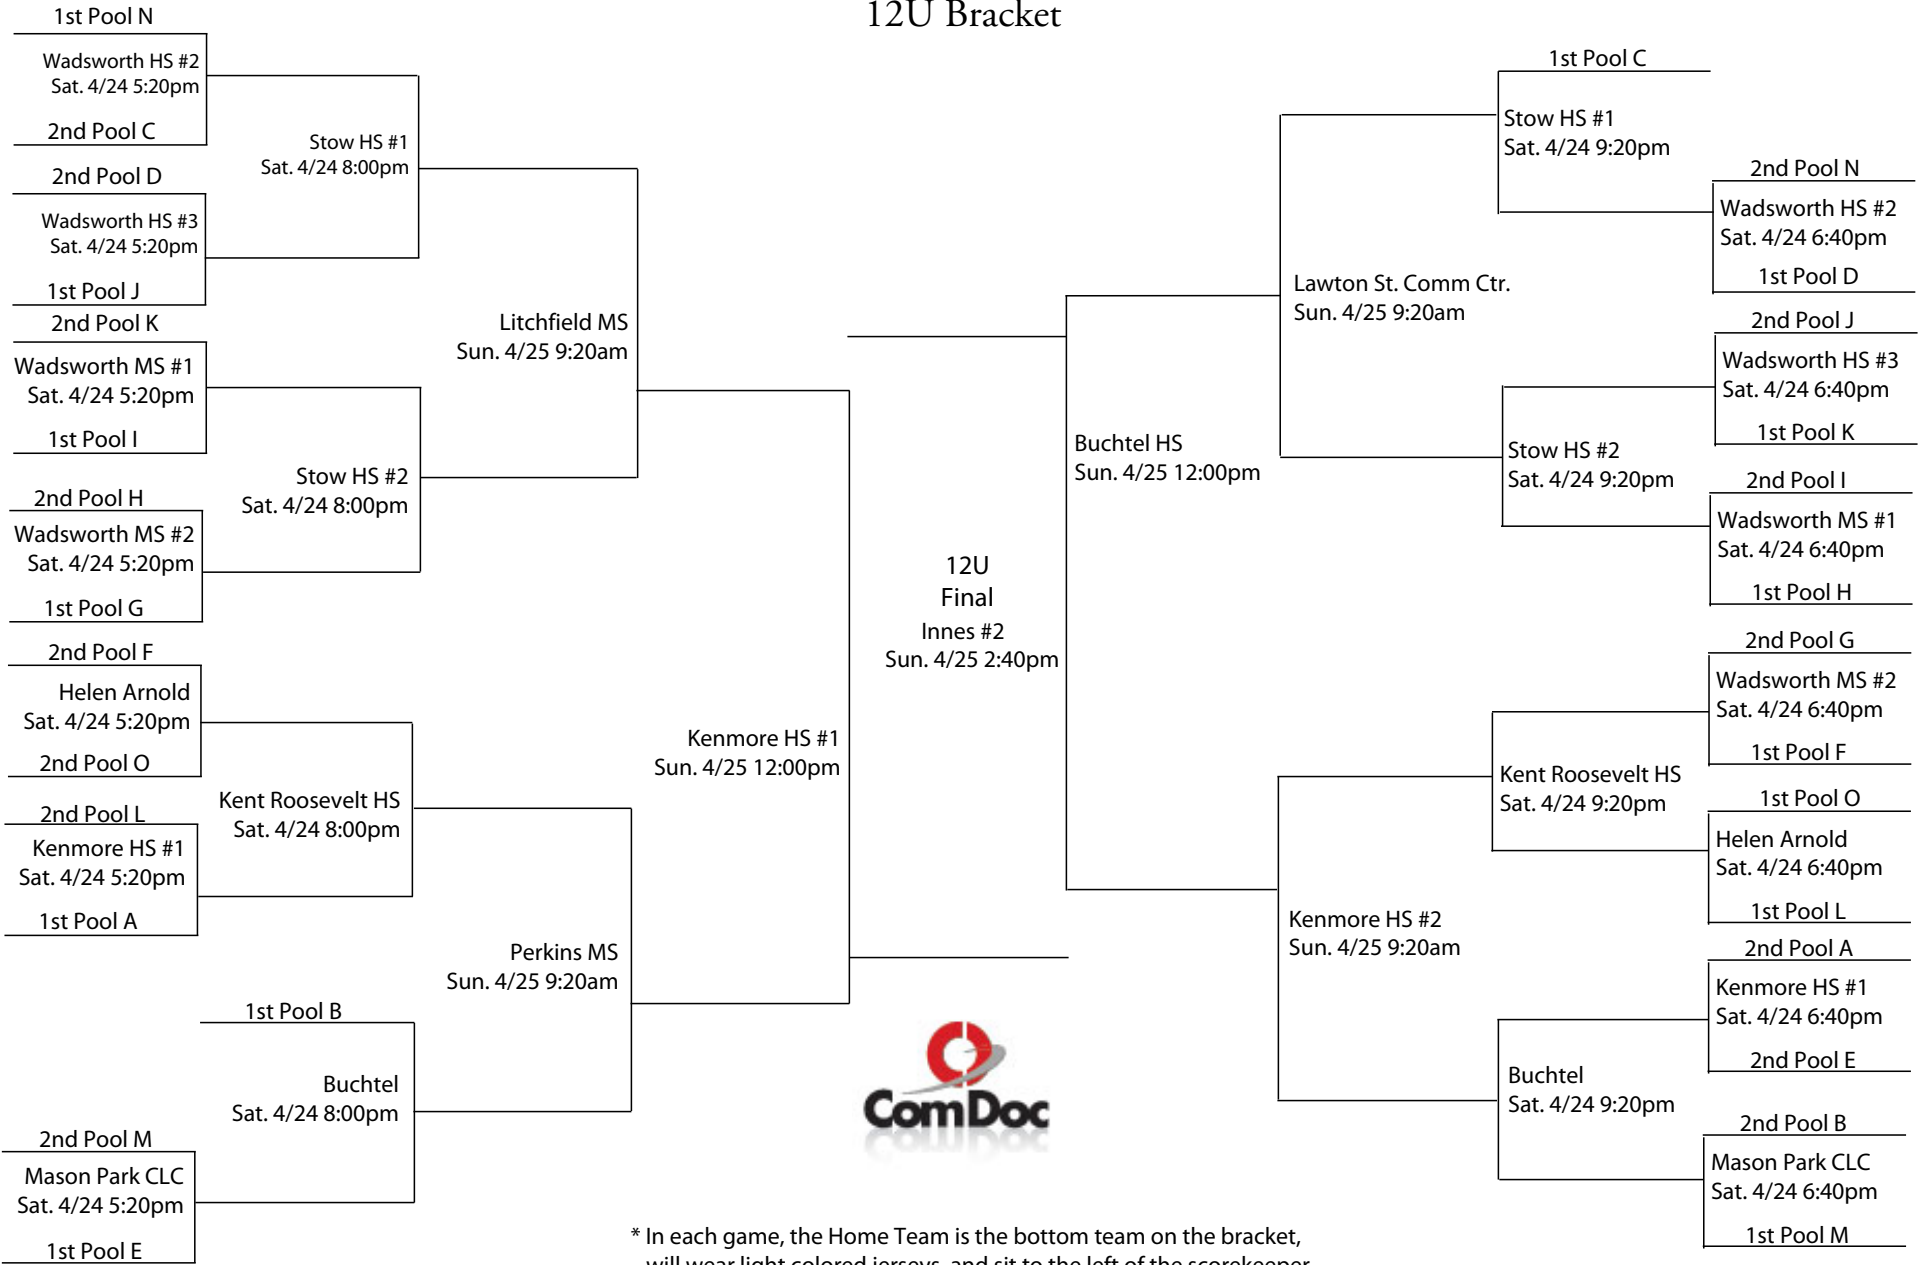 12U Bracket
1st Pool N
Wadsworth HS #2
Sat. 4/24 5:20pm
2nd Pool C
2nd Pool D
Wadsworth HS #3
Sat. 4/24 5:20pm
1st Pool J
2nd Pool K
Wadsworth MS #1
Sat. 4/24 5:20pm
1st Pool I
2nd Pool H
Wadsworth MS #2
Sat. 4/24 5:20pm
1st Pool G
2nd Pool F
Helen Arnold
Sat. 4/24 5:20pm
2nd Pool O
2nd Pool L
Kenmore HS #1
Sat. 4/24 5:20pm
1st Pool A
1st Pool B
2nd Pool M
Mason Park CLC
Sat. 4/24 5:20pm
1st Pool E
Stow HS #1
Sat. 4/24 8:00pm
Stow HS #2
Sat. 4/24 8:00pm
Kent Roosevelt HS
Sat. 4/24 8:00pm
Buchtel
Sat. 4/24 8:00pm
Litchfield MS
Sun. 4/25 9:20am
Perkins MS
Sun. 4/25 9:20am
Kenmore HS #1
Sun. 4/25 12:00pm
12U
Final
Innes #2
Sun. 4/25 2:40pm
Buchtel HS
Sun. 4/25 12:00pm
Lawton St. Comm Ctr.
Sun. 4/25 9:20am
Kenmore HS #2
Sun. 4/25 9:20am
1st Pool C
Stow HS #1
Sat. 4/24 9:20pm
Stow HS #2
Sat. 4/24 9:20pm
Kent Roosevelt HS
Sat. 4/24 9:20pm
Buchtel
Sat. 4/24 9:20pm
2nd Pool N
Wadsworth HS #2
Sat. 4/24 6:40pm
1st Pool D
2nd Pool J
Wadsworth HS #3
Sat. 4/24 6:40pm
1st Pool K
2nd Pool I
Wadsworth MS #1
Sat. 4/24 6:40pm
1st Pool H
2nd Pool G
Wadsworth MS #2
Sat. 4/24 6:40pm
1st Pool F
1st Pool O
Helen Arnold
Sat. 4/24 6:40pm
1st Pool L
2nd Pool A
Kenmore HS #1
Sat. 4/24 6:40pm
2nd Pool E
2nd Pool B
Mason Park CLC
Sat. 4/24 6:40pm
1st Pool M
ComDoc
* In each game, the Home Team is the bottom team on the bracket,
will wear light colored jerseys, and sit to the left of the scorekeeper